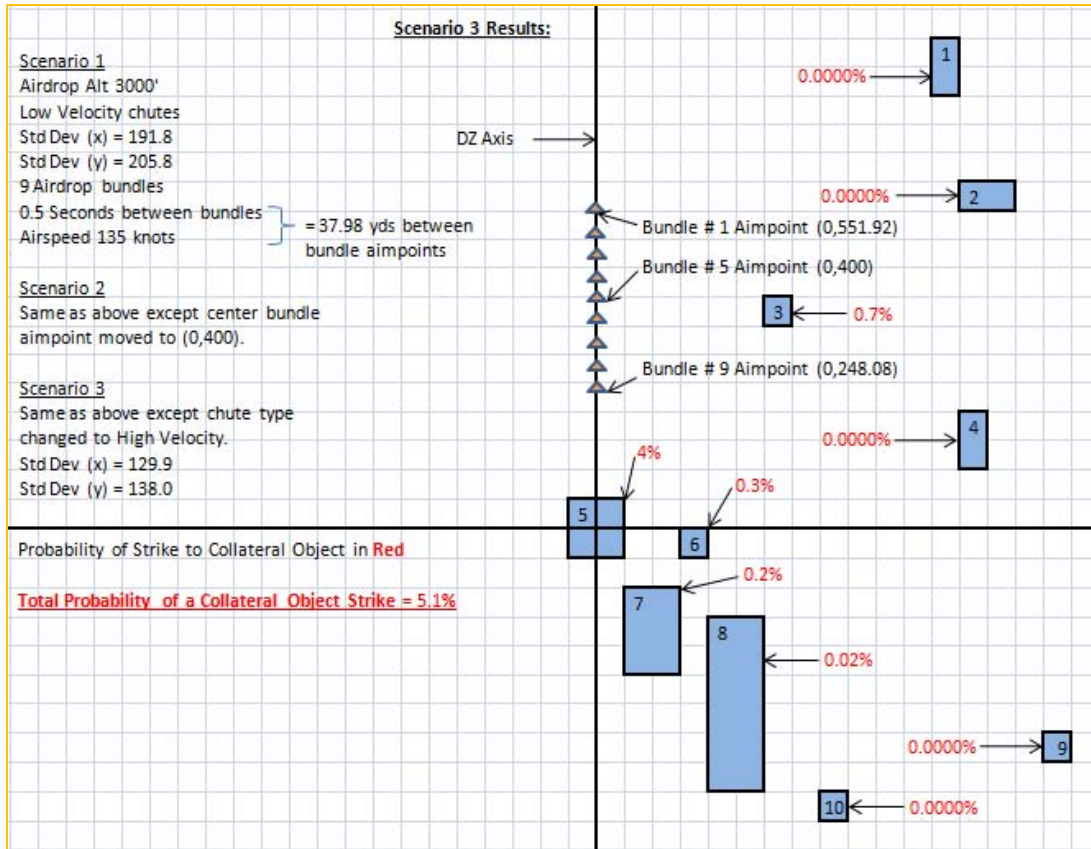 Scenario 3 Results:
Scenario 1
Airdrop Alt 3000'
Low Velocity chutes
Std Dev (x) = 191.8
Std Dev (y) = 205.8
9 Airdrop bundles
0.5 Seconds between bundles
Airspeed 135 knots
= 37.98 yds between
bundle aimpoints
Scenario 2
Same as above except center bundle
aimpoint moved to (0,400).
Scenario 3
Same as above except chute type
changed to High Velocity.
Std Dev (x) = 129.9
Std Dev (y) = 138.0
Probability of Strike to Collateral Object in Red
Total Probability of a Collateral Object Strike = 5.1%
DZ Axis
Bundle # 1 Aimpoint (0,551.92)
Bundle # 5 Aimpoint (0,400)
Bundle # 9 Aimpoint (0,248.08)
0.0000%
1
0.0000%
2
3
0.7%
0.0000%
4
4%
5
0.3%
6
0.2%
7
8
0.02%
0.0000%
9
10
0.0000%